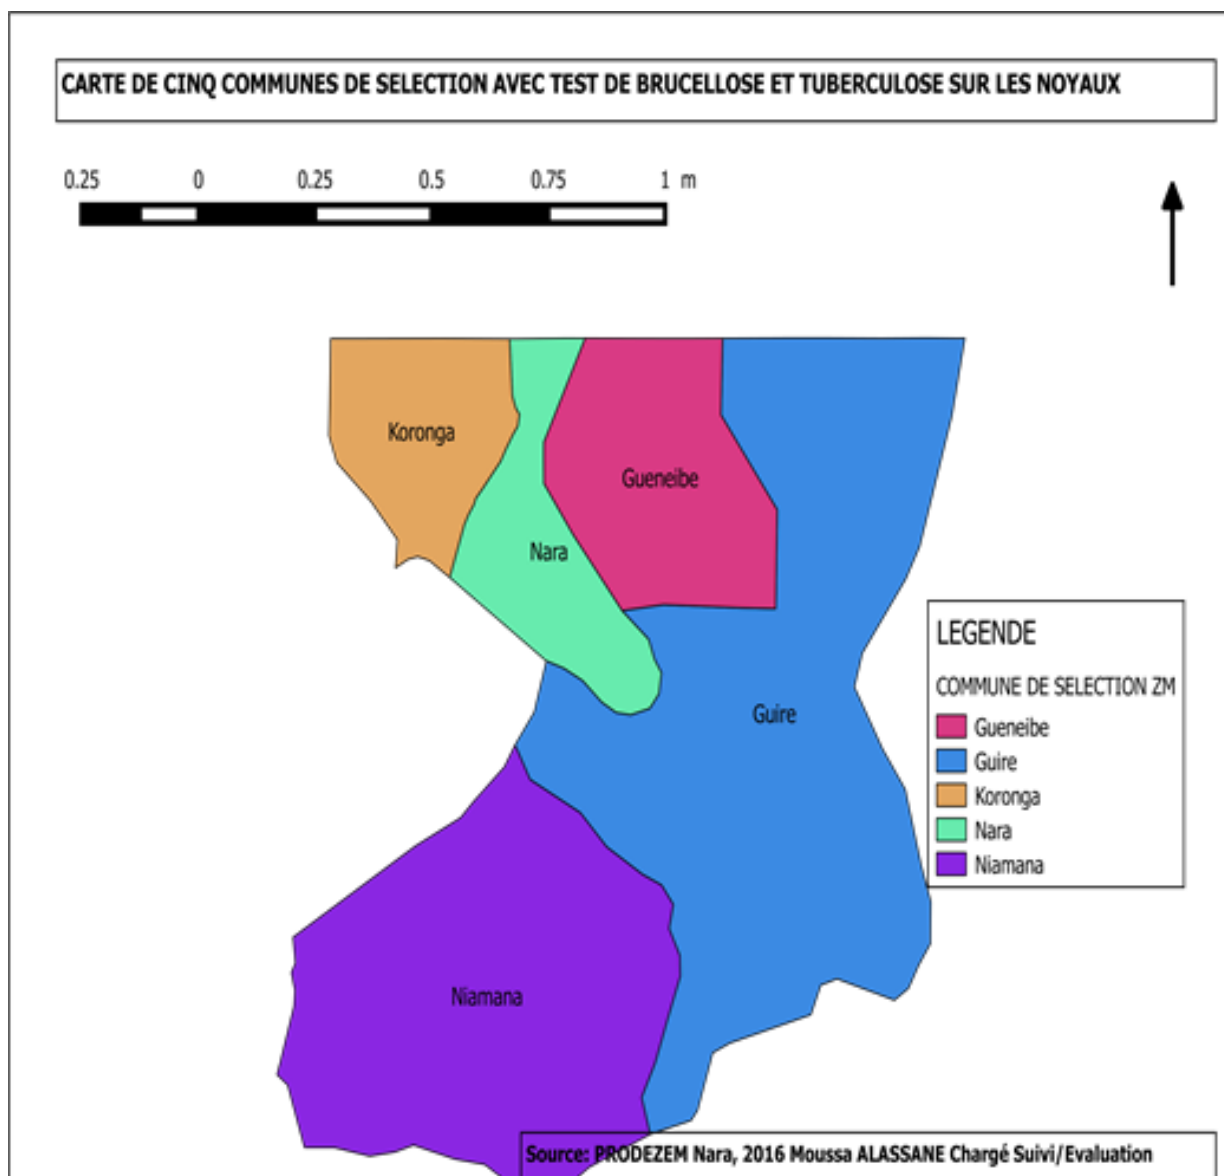 CARTE DE CINQ COMMUNES DE SELECTION AVEC TEST DE BRUCELLOSE ET TUBERCULOSE SUR LES NOYAUX
0.25 0 0.25 0.5 0.75 1 m
Koronga
Gueneibe
Nara
Guire
Niamana
LEGENDE
COMMUNE DE SELECTION ZM
Gueneibe
Guire
Koronga
Nara
Niamana
Source: PRODEZEM Nara, 2016 Moussa ALASSANE Chargé Suivi/Evaluation